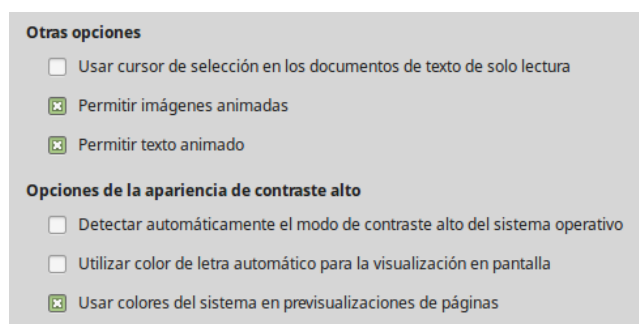 Otras opciones
Usar cursor de selección en los documentos de texto de solo lectura
Permitir imágenes animadas
Permitir texto animado
Opciones de la apariencia de contraste alto
Detectar automáticamente el modo de contraste alto del sistema operativo
Utilizar color de letra automático para la visualización en pantalla
Usar colores del sistema en previsualizaciones de páginas